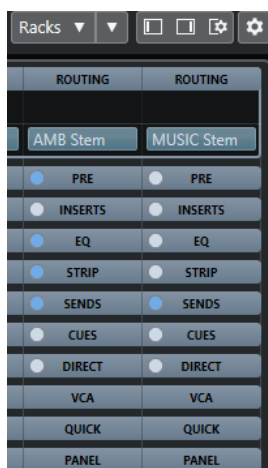 Racks
ROUTING ROUTING
AMB Stem MUSIC Stem
PRE PRE
INSERTS INSERTS
EQ EQ
STRIP STRIP
SENDS SENDS
CUES CUES
DIRECT DIRECT
VCA VCA
QUICK QUICK
PANEL PANEL